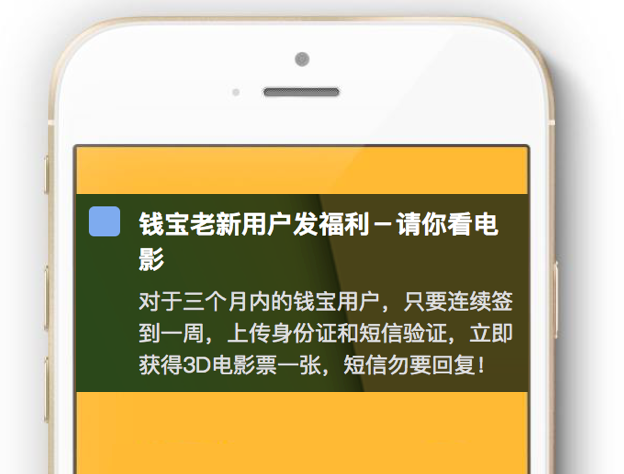 钱宝老新用户发福利－请你看电
影
对于三个月内的钱宝用户，只要连续签
到一周，上传身份证和短信验证，立即
获得3D电影票一张，短信勿要回复！